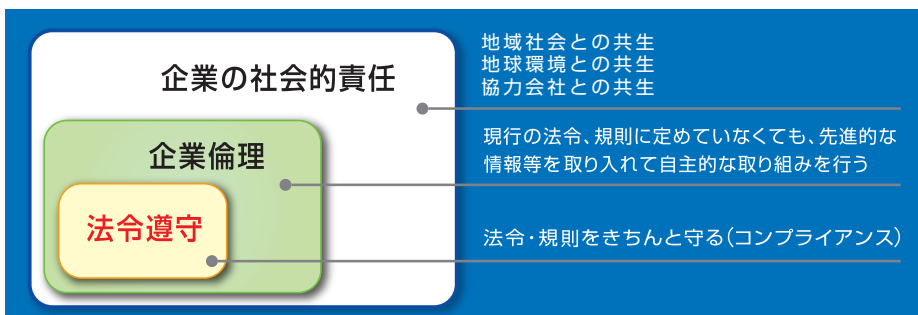 企業の社会的責任
地域社会との共生
地球環境との共生
協力会社との共生
企業倫理
現行の法令、規則に定めていなくても、先進的な
情報等を取り入れて自主的な取り組みを行う
法令遵守
法令・規則をきちんと守る(コンプライアンス)